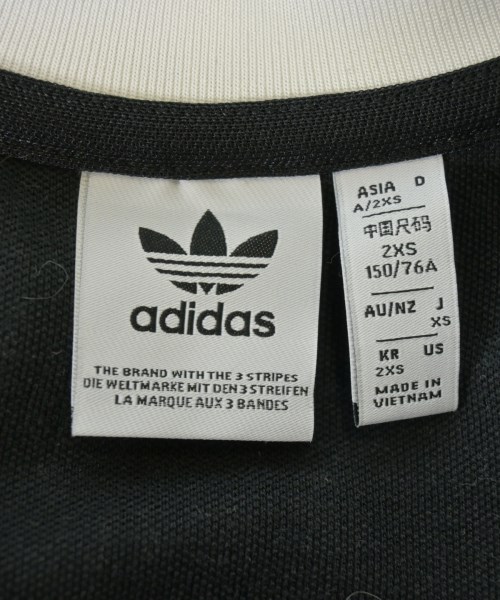 adidas
THE BRAND WITH THE 3 STRIPES
DIE WELTMARKE MIT DEN 3 STREIFEN
LA MARQUE AUX 3 BANDES
ASIA D
A/2XS
中国尺码
2XS
150/76A
AU/NZ J
XS
KR US
2XS
MADE IN
VIETNAM